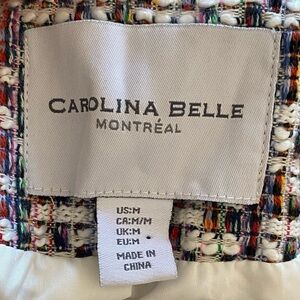 CAROLINA BELLE
MONTRÉAL
US:M
CA:M/M
UK:M
EU:M
MADE IN
CHINA